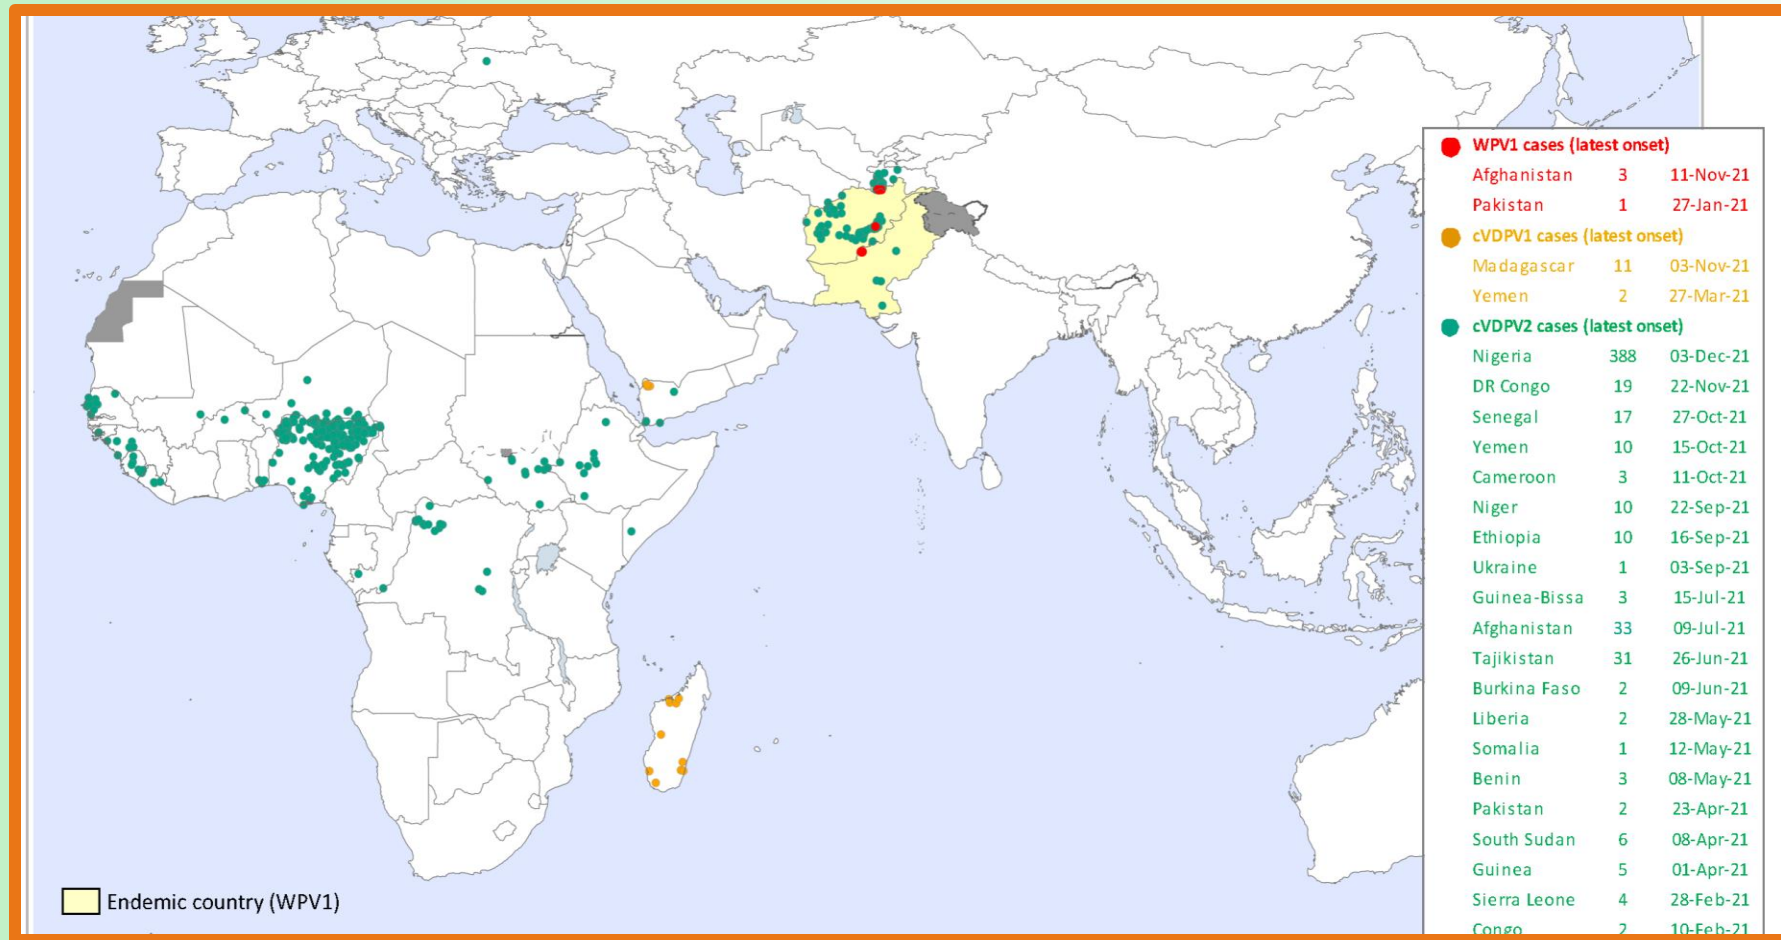 WPV1 cases (latest onset)
Afghanistan 3 11-Nov-21
Pakistan 1 27-Jan-21
cVDPV1 cases (latest onset)
Madagascar 11 03-Nov-21
Yemen 2 27-Mar-21
cVDPV2 cases (latest onset)
Nigeria 388 03-Dec-21
DR Congo 19 22-Nov-21
Senegal 17 27-Oct-21
Yemen 10 15-Oct-21
Cameroon 3 11-Oct-21
Niger 10 22-Sep-21
Ethiopia 10 16-Sep-21
Ukraine 1 03-Sep-21
Guinea-Bissa 3 15-Jul-21
Afghanistan 33 09-Jul-21
Tajikistan 31 26-Jun-21
Burkina Faso 2 09-Jun-21
Liberia 2 28-May-21
Somalia 1 12-May-21
Benin 3 08-May-21
Pakistan 2 23-Apr-21
South Sudan 6 08-Apr-21
Guinea 5 01-Apr-21
Sierra Leone 4 28-Feb-21
Congo 2 10-Feb-21
Endemic country (WPV1)